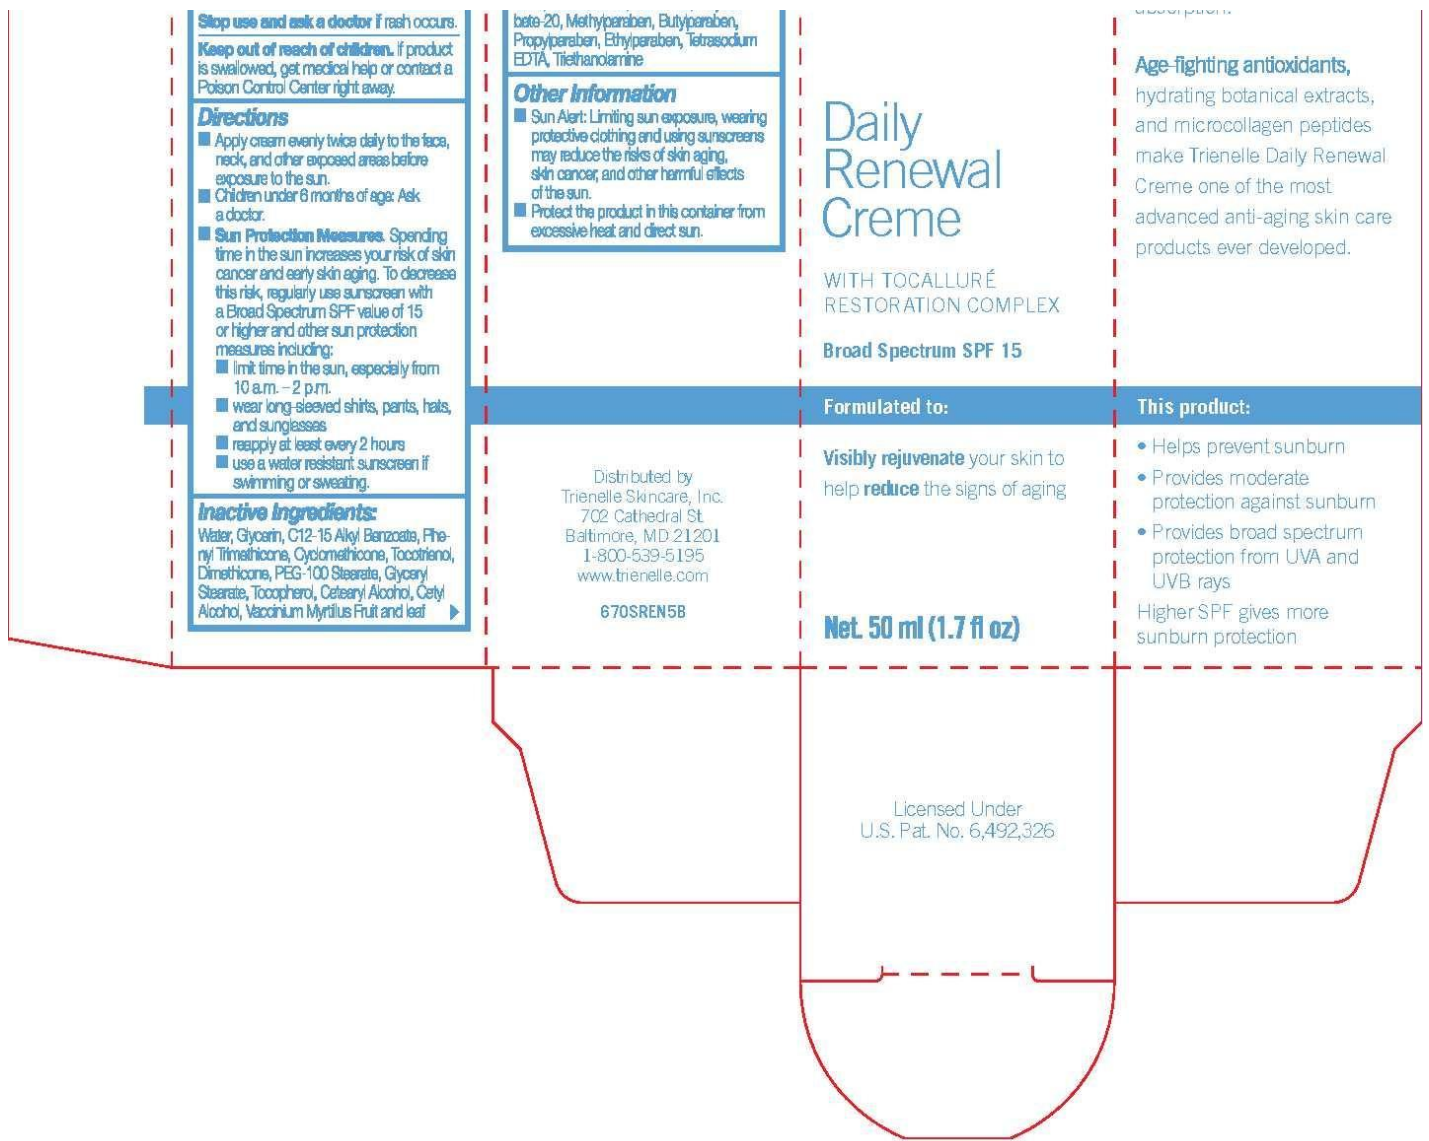 Stop use and ask a doctor if rash occurs.
Keep out of reach of children. If product
is swallowed, get medical help or contact a
Poison Control Center right away.
Directions
■ Apply cream evenly twice daily to the face,
neck, and other exposed areas before
exposure to the sun.
■ Children under 6 months of age: Ask
a doctor.
■ Sun Protection Measures. Spending
time in the sun increases your risk of skin
cancer and early skin aging. To decrease
this risk, regularly use sunscreen with
a Broad Spectrum SPF value of 15
or higher and other sun protection
measures including:
■ limit time in the sun, especially from
10 a.m. – 2 p.m.
■ wear long-sleeved shirts, pants, hats,
and sunglasses
■ reapply at least every 2 hours
■ use a water resistant sunscreen if
swimming or sweating.
Inactive Ingredients:
Water, Glycerin, C12-15 Alkyl Benzoate, Phe-
nyl Trimethicone, Cyclomethicone, Tocotrienol,
Dimethicone, PEG-100 Stearate, Glyceryl
Stearate, Tocopherol, Cetearyl Alcohol, Cetyl
Alcohol, Vaccinium Myrtillus Fruit and leaf
bate-20, Methylparaben, Butylparaben,
Propylparaben, Ethylparaben, Tetrasodium
EDTA, Triethanolamine
Other Information
■ Sun Alert: Limiting sun exposure, wearing
protective clothing and using sunscreens
may reduce the risks of skin aging,
skin cancer, and other harmful effects
of the sun.
■ Protect the product in this container from
excessive heat and direct sun.
Distributed by
Trienelle Skincare, Inc.
702 Cathedral St.
Baltimore, MD 21201
1-800-539-5195
www.trienelle.com
670SREN5B
Daily
Renewal
Creme
WITH TOCALLURÉ
RESTORATION COMPLEX
Broad Spectrum SPF 15
Formulated to:
Visibly rejuvenate your skin to
help reduce the signs of aging
Net. 50 ml (1.7 fl oz)
Licensed Under
U.S. Pat. No. 6,492,326
Age-fighting antioxidants,
hydrating botanical extracts,
and microcollagen peptides
make Trienelle Daily Renewal
Creme one of the most
advanced anti-aging skin care
products ever developed.
This product:
• Helps prevent sunburn
• Provides moderate
protection against sunburn
• Provides broad spectrum
protection from UVA and
UVB rays
Higher SPF gives more
sunburn protection